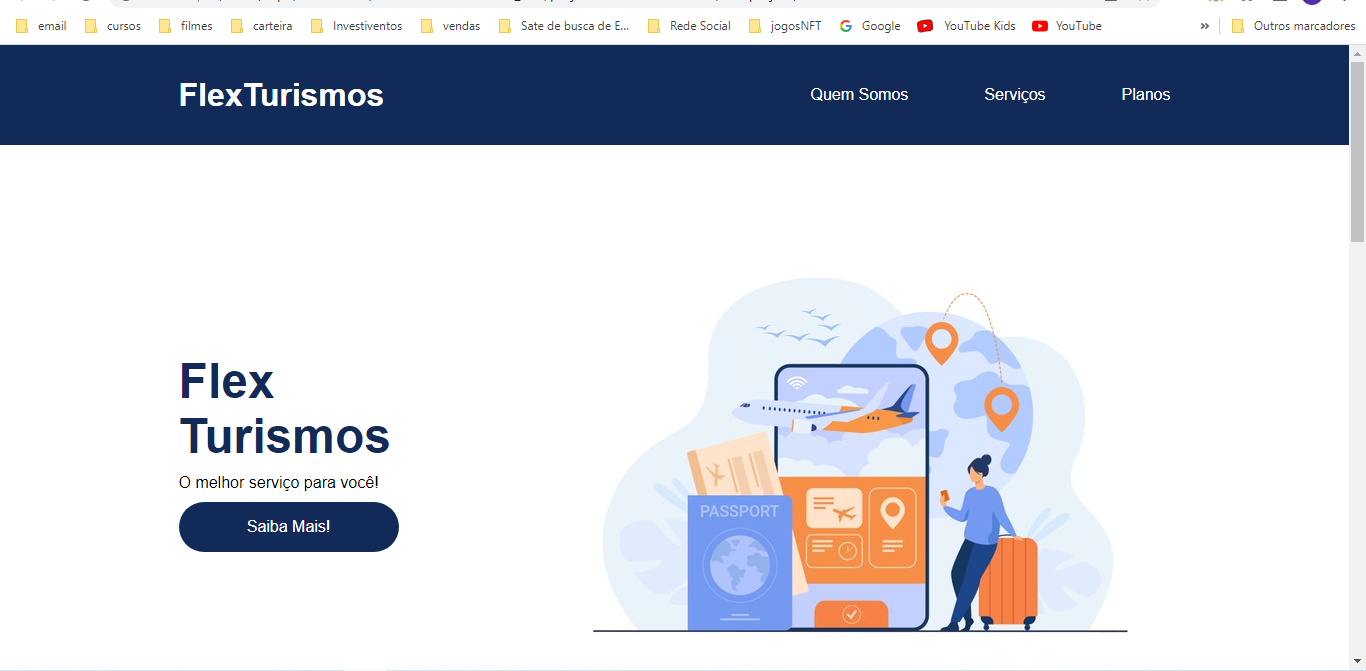 email cursos filmes carteira Investiventos vendas Sate de busca de E... Rede Social jogosNFT Google YouTube Kids YouTube » Outros marcadores
FlexTurismos Quem Somos Serviços Planos
Flex
Turismos
O melhor serviço para você!
Saiba Mais!
PASSPORT